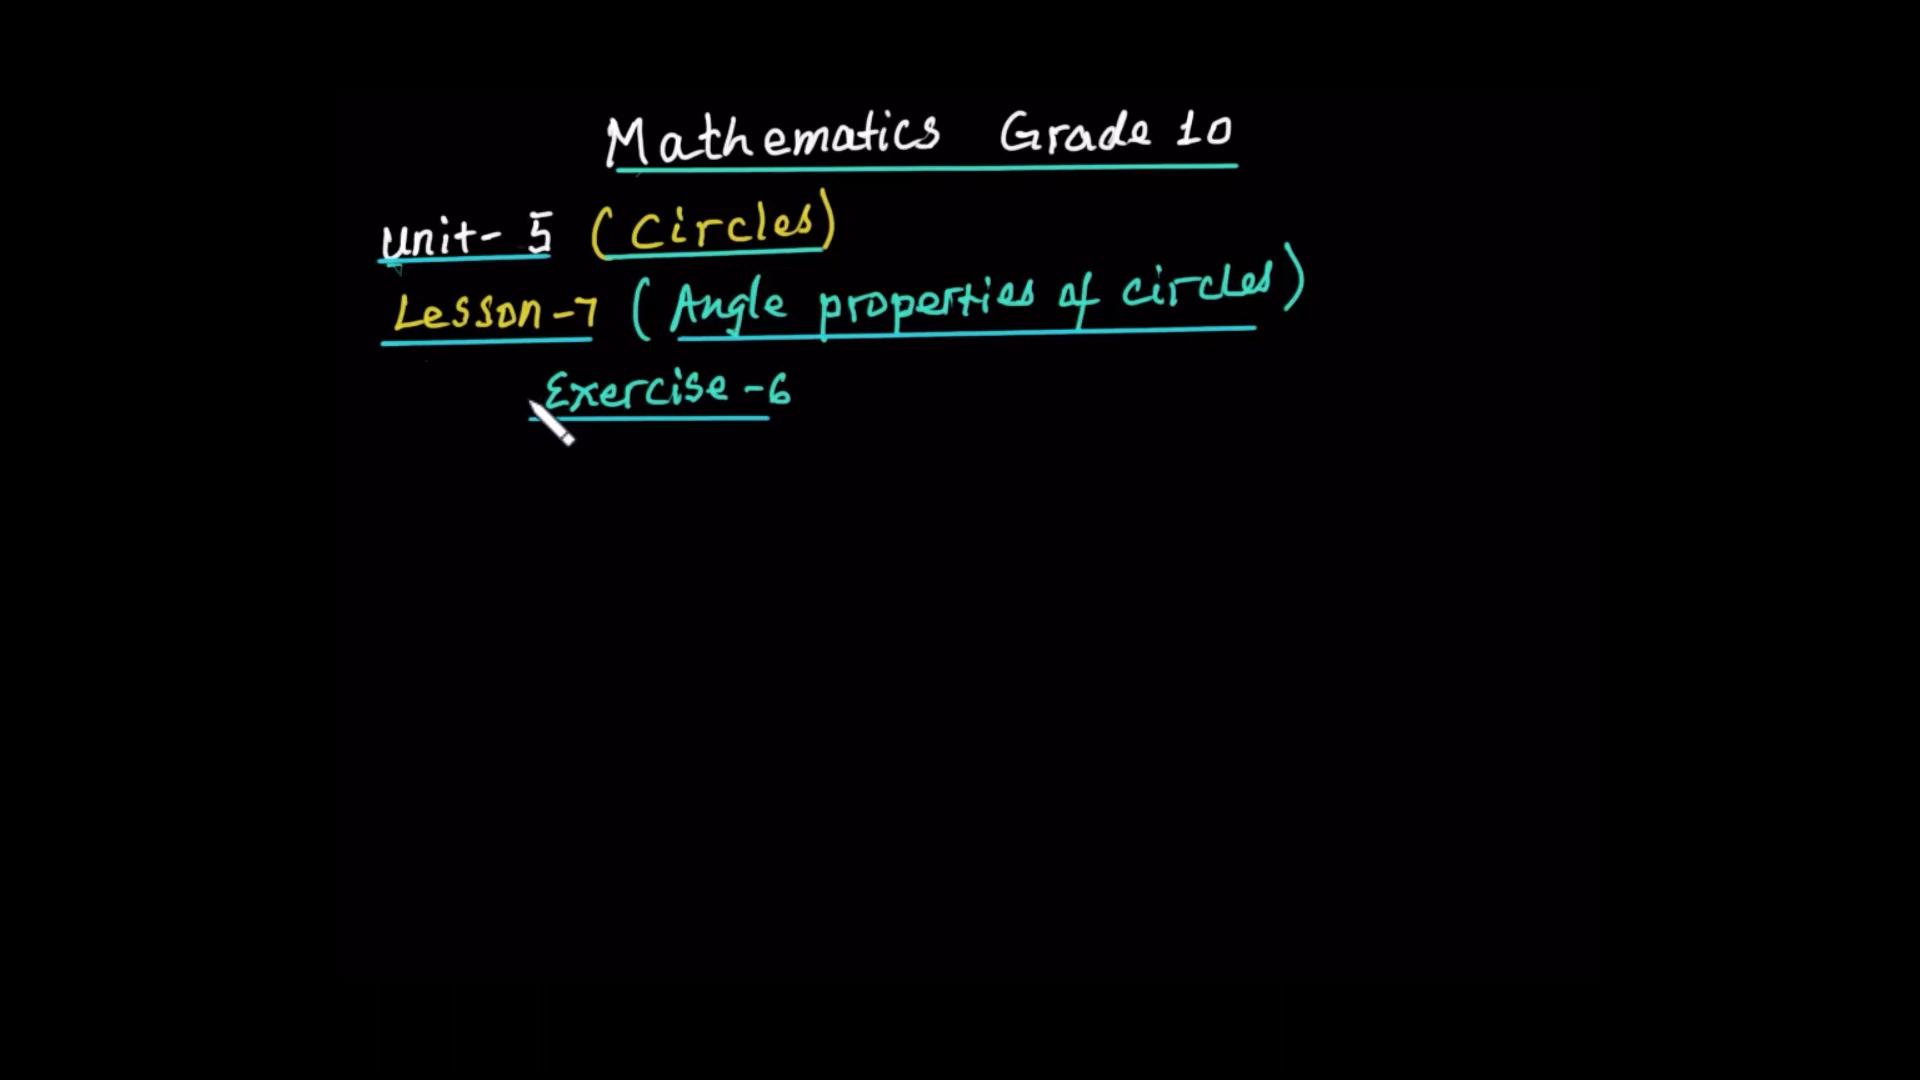 Mathematics Grade 10
Unit- 5 (Circles)
Lesson-7 (Angle properties of circles)
Exercise-6